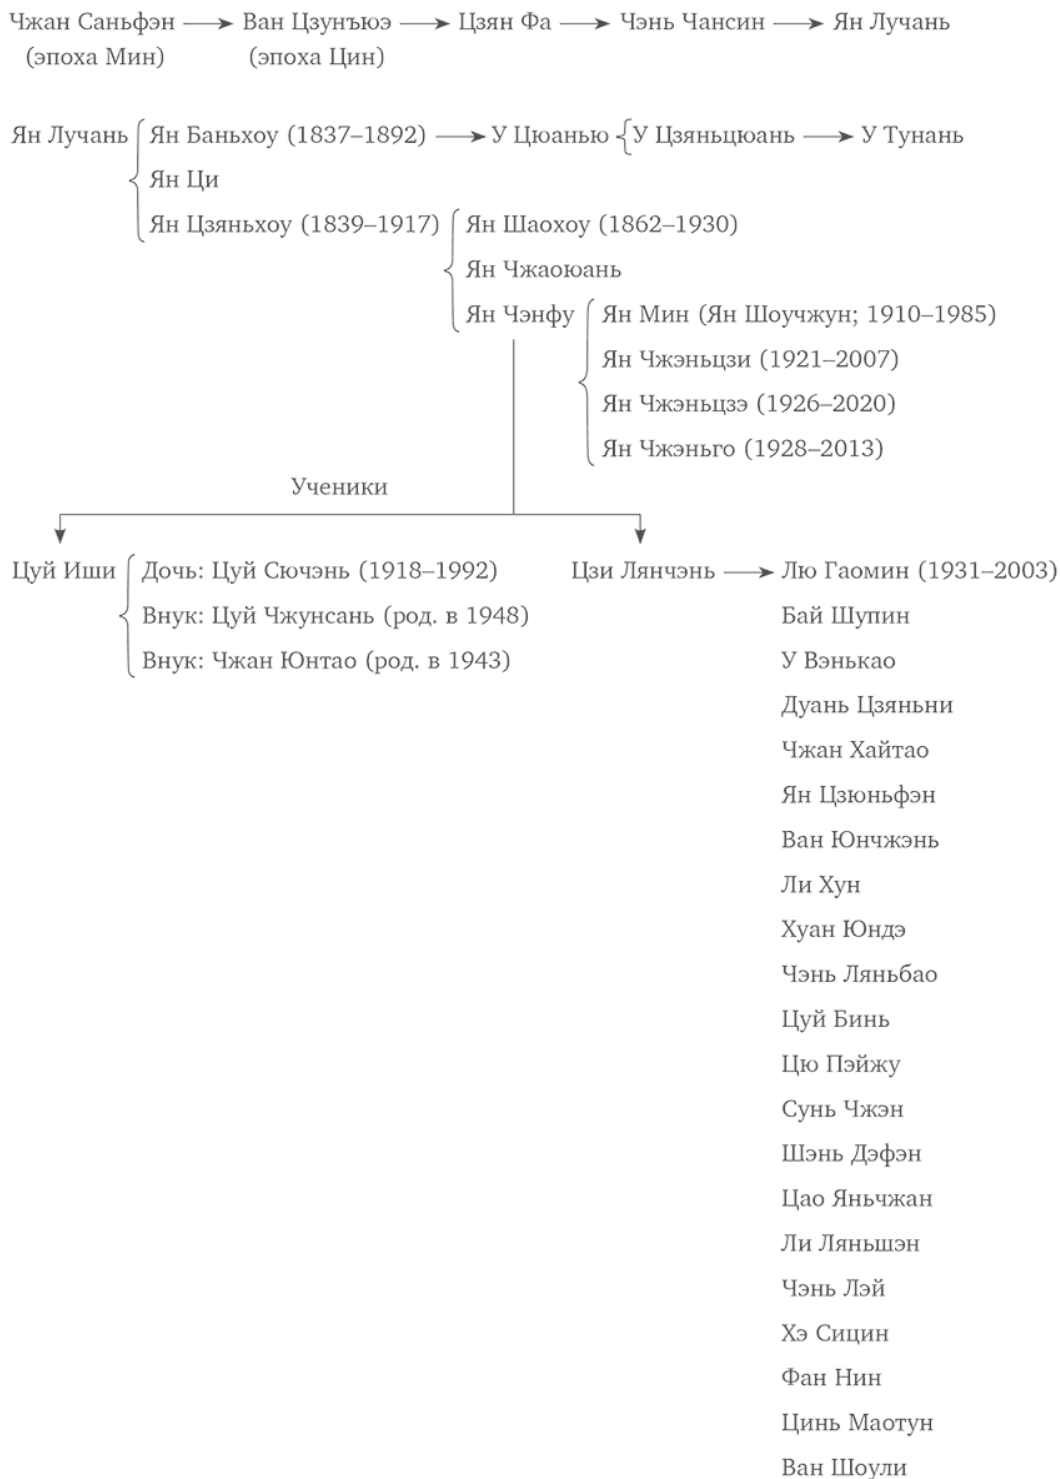 Чжан Саньфэн Ван Цзунъюэ Цзян Фа Чэнь Чансин Ян Лучань
(эпоха Мин) (эпоха Цин)
Ян Лучань Ян Баньхоу (1837–1892) У Цюанью У Цзяньцюань У Тунань
Ян Ци
Ян Цзяньхоу (1839–1917) Ян Шаохоу (1862–1930)
Ян Чжаоюань
Ян Чэнфу Ян Мин (Ян Шоучжун; 1910–1985)
Ян Чжэньцзи (1921–2007)
Ян Чжэньцзэ (1926–2020)
Ян Чжэньго (1928–2013)
Ученики
Цуй Иши Дочь: Цуй Сючэнь (1918–1992) Цзи Лянчэнь Лю Гаомин (1931–2003)
Внук: Цуй Чжунсань (род. в 1948) Бай Шупин
Внук: Чжан Юнтао (род. в 1943) У Вэнькао
Дуань Цзяньни
Чжан Хайтао
Ян Цзюньфэн
Ван Юнчжэнь
Ли Хун
Хуан Юндэ
Чэнь Ляньбао
Цуй Бинь
Цю Пэйжу
Сунь Чжэн
Шэнь Дэфэн
Цао Яньчжан
Ли Ляньшэн
Чэнь Лэй
Хэ Сицин
Фан Нин
Цинь Маотун
Ван Шоули